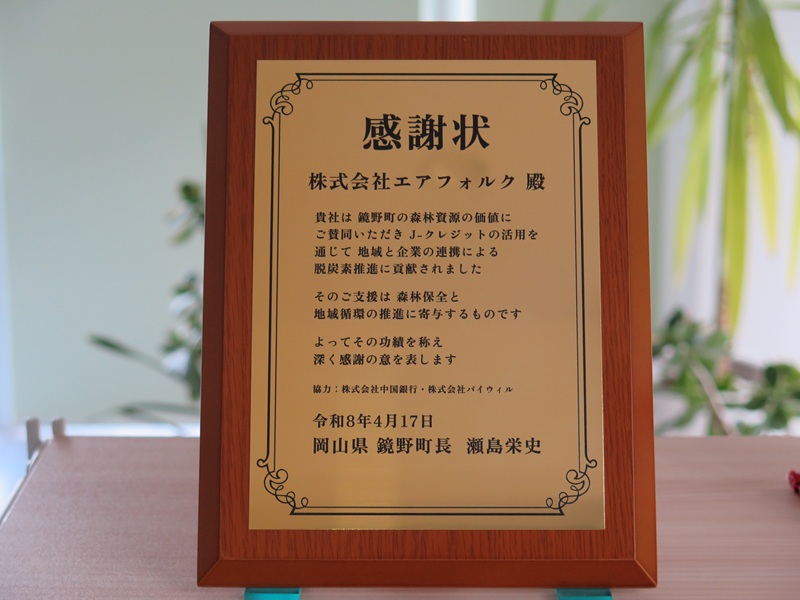 感謝状
株式会社エアフォルク 殿
貴社は 鏡野町の森林資源の価値に
ご賛同いただき J-クレジットの活用を
通じて 地域と企業の連携による
脱炭素推進に貢献されました
そのご支援は 森林保全と
地域循環の推進に寄与するものです
よってその功績を称え
深く感謝の意を表します
協力：株式会社中国銀行・株式会社バイウィル
令和8年4月17日
岡山県 鏡野町長 瀬島栄史